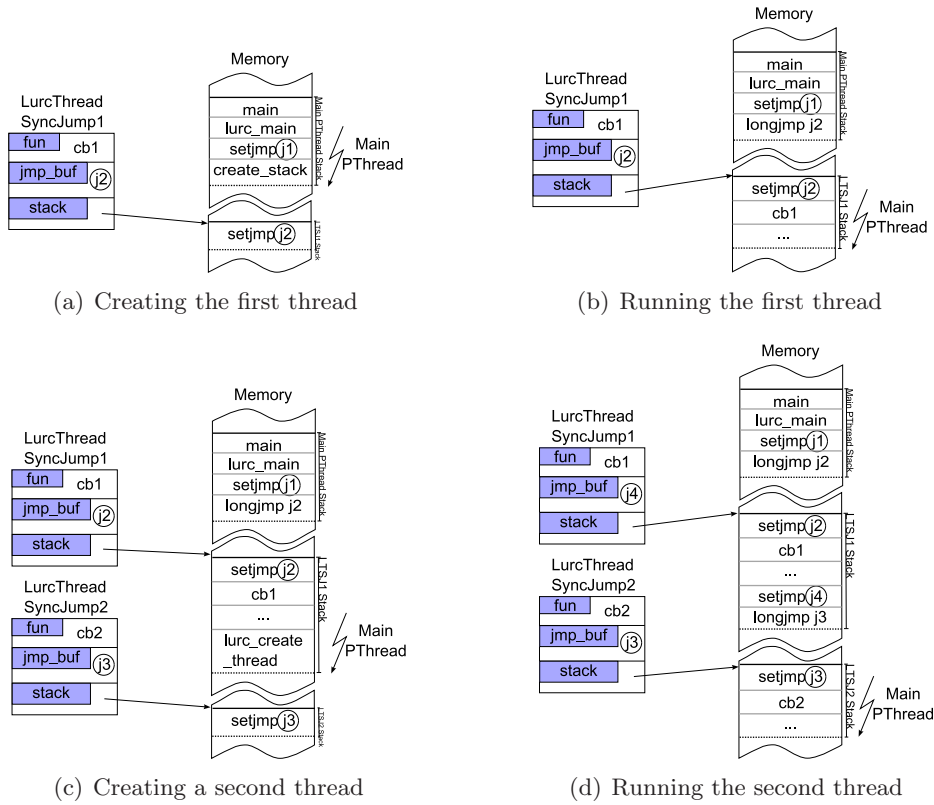 Memory
LurcThread
SyncJump1
fun
cb1
jmp_buf
j2
stack
main
lurc_main
setjmp j1
create_stack
Main PThread Stack
Main
PThread
setjmp j2
LTSJ1 Stack
(a) Creating the first thread
Memory
LurcThread
SyncJump1
fun
cb1
jmp_buf
j2
stack
main
lurc_main
setjmp j1
longjmp j2
Main PThread Stack
setjmp j2
cb1
...
LTSJ1 Stack
Main
PThread
(b) Running the first thread
Memory
LurcThread
SyncJump1
fun
cb1
jmp_buf
j2
stack
LurcThread
SyncJump2
fun
cb2
jmp_buf
j3
stack
main
lurc_main
setjmp j1
longjmp j2
Main PThread Stack
setjmp j2
cb1
...
lurc_create
_thread
LTSJ1 Stack
Main
PThread
setjmp j3
LTSJ2 Stack
(c) Creating a second thread
Memory
LurcThread
SyncJump1
fun
cb1
jmp_buf
j4
stack
LurcThread
SyncJump2
fun
cb2
jmp_buf
j3
stack
main
lurc_main
setjmp j1
longjmp j2
Main PThread Stack
setjmp j2
cb1
...
setjmp j4
longjmp j3
LTSJ1 Stack
setjmp j3
cb2
...
LTSJ2 Stack
Main
PThread
(d) Running the second thread